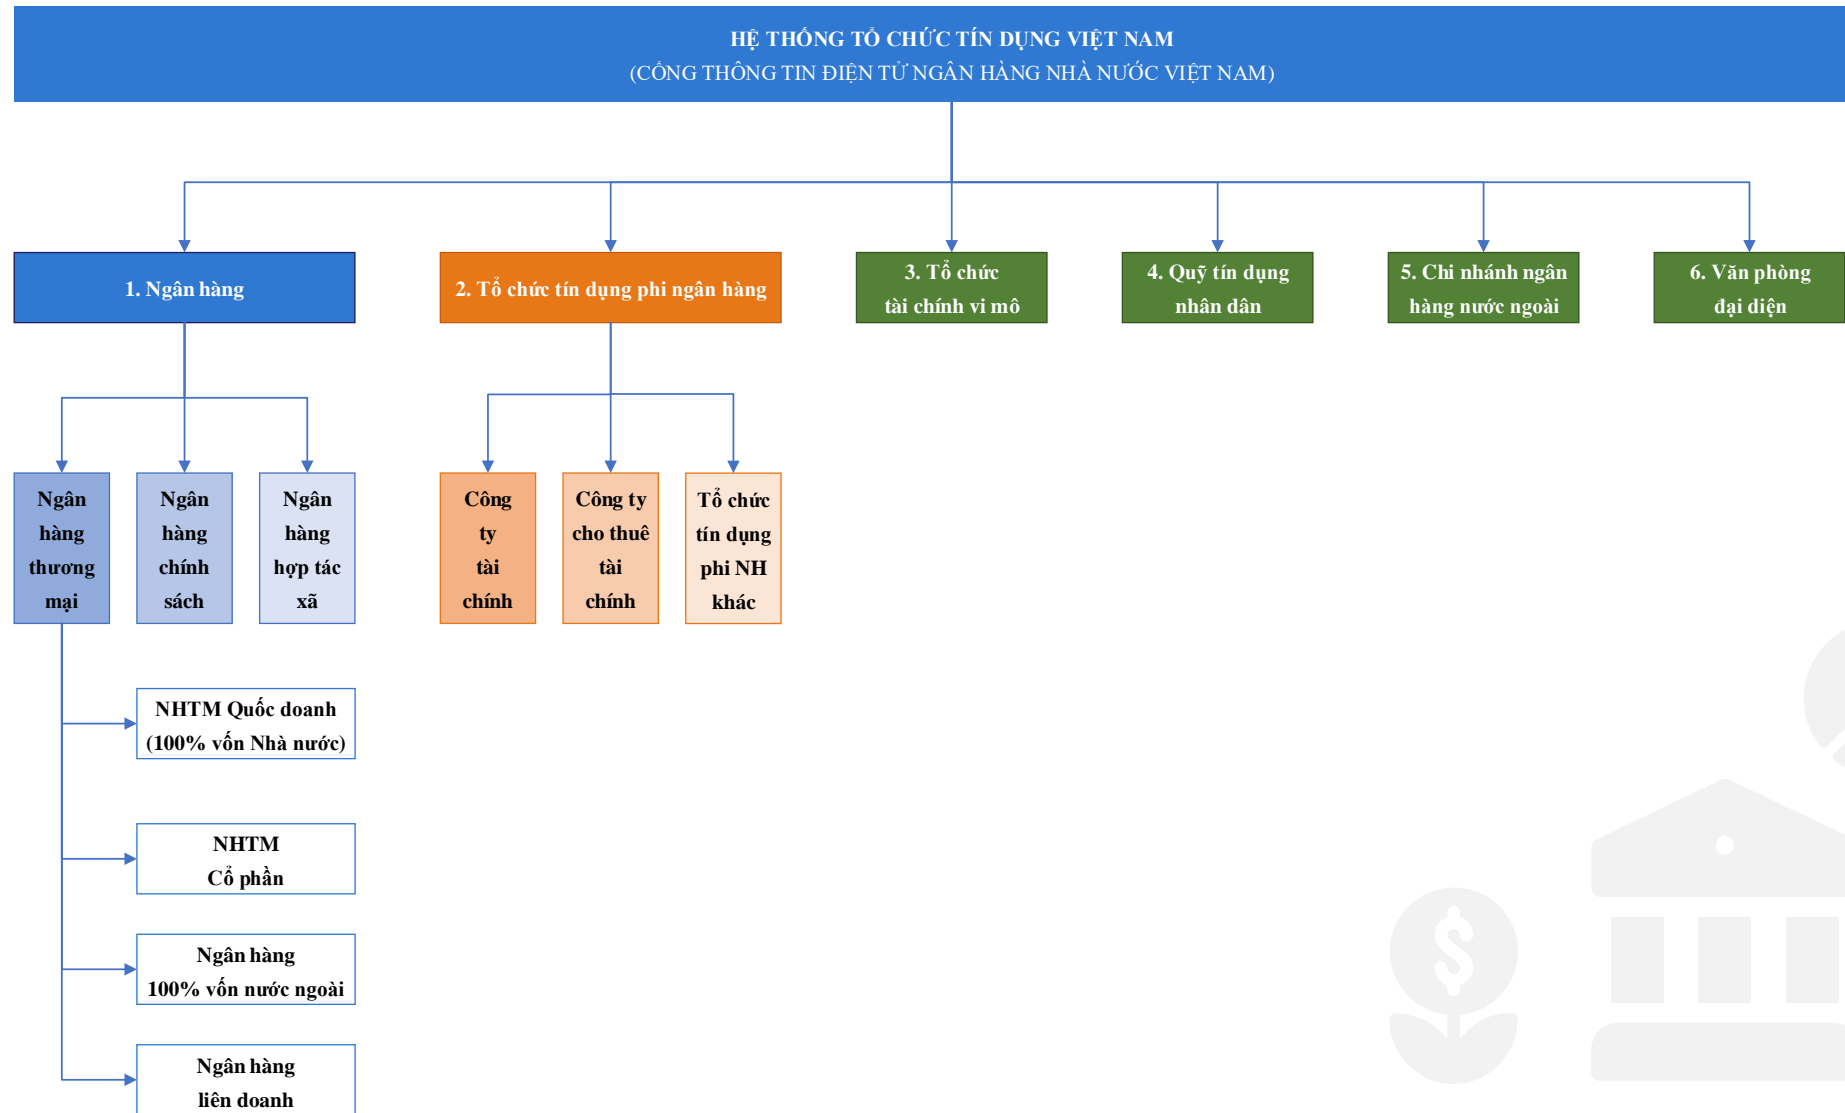 HỆ THỐNG TỔ CHỨC TÍN DỤNG VIỆT NAM
(CỔNG THÔNG TIN ĐIỆN TỬ NGÂN HÀNG NHÀ NƯỚC VIỆT NAM)
1. Ngân hàng
2. Tổ chức tín dụng phi ngân hàng
3. Tổ chức
tài chính vi mô
4. Quỹ tín dụng
nhân dân
5. Chi nhánh ngân
hàng nước ngoài
6. Văn phòng
đại diện
Ngân
hàng
thương
mại
Ngân
hàng
chính
sách
Ngân
hàng
hợp tác
xã
Công
ty
tài
chính
Công ty
cho thuê
tài
chính
Tổ chức
tín dụng
phi NH
khác
NHTM Quốc doanh
(100% vốn Nhà nước)
NHTM
Cổ phần
Ngân hàng
100% vốn nước ngoài
Ngân hàng
liên doanh
$